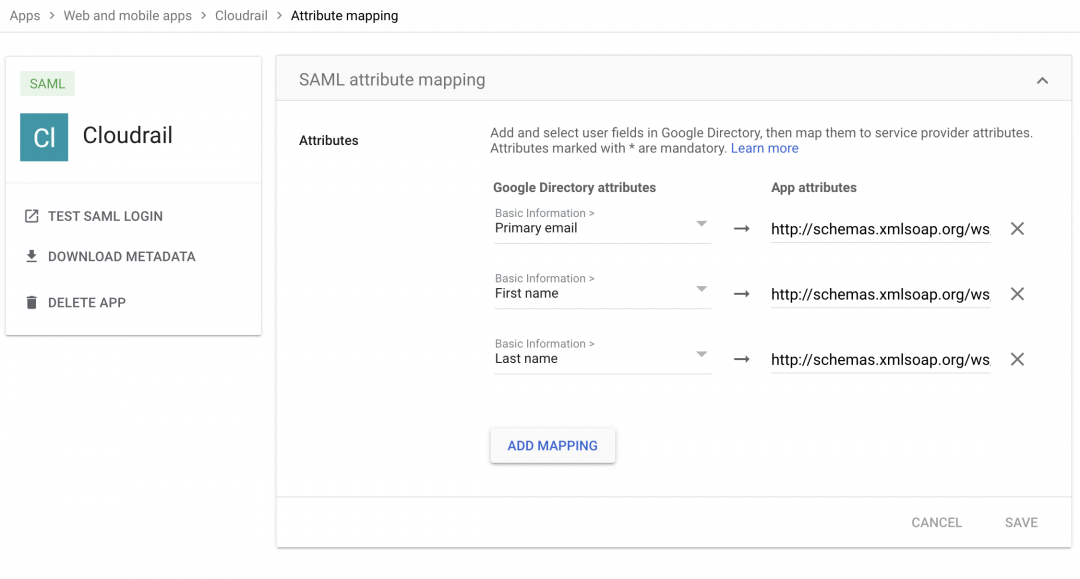 Apps > Web and mobile apps > Cloudrail > Attribute mapping
SAML
Cl Cloudrail
TEST SAML LOGIN
DOWNLOAD METADATA
DELETE APP
SAML attribute mapping
Attributes
Add and select user fields in Google Directory, then map them to service provider attributes.
Attributes marked with * are mandatory. Learn more
Google Directory attributes App attributes
Basic Information >
Primary email → http://schemas.xmlsoap.org/ws
Basic Information >
First name → http://schemas.xmlsoap.org/ws
Basic Information >
Last name → http://schemas.xmlsoap.org/ws
ADD MAPPING
CANCEL SAVE